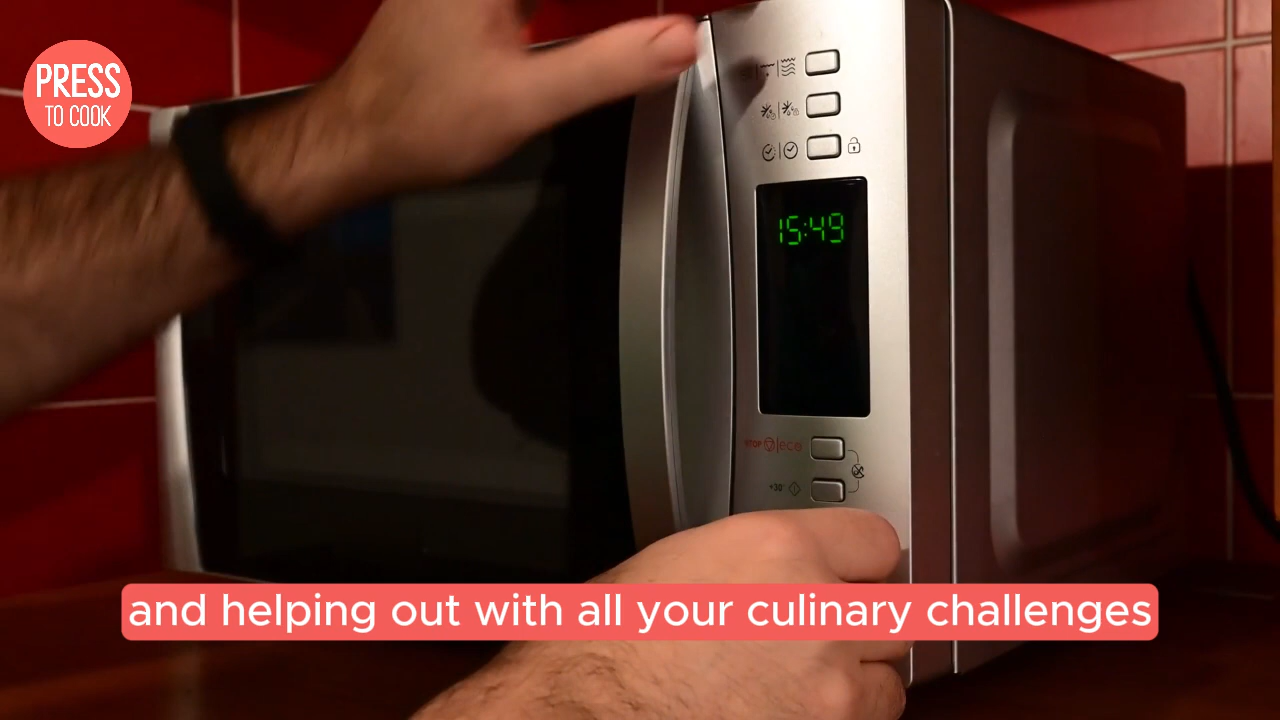 PRESS
TO COOK
15:49
STOP eco
+30"
and helping out with all your culinary challenges